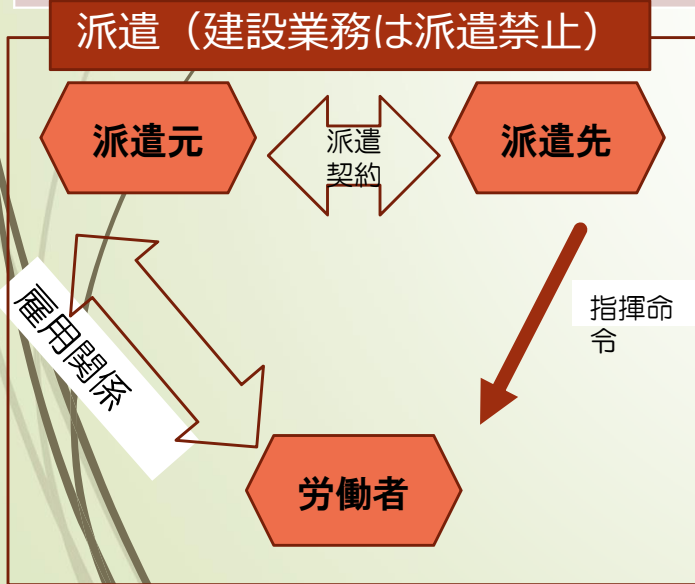 派遣（建設業務は派遣禁止）
派遣元
派遣
契約
派遣先
雇用関係
指揮命
令
労働者